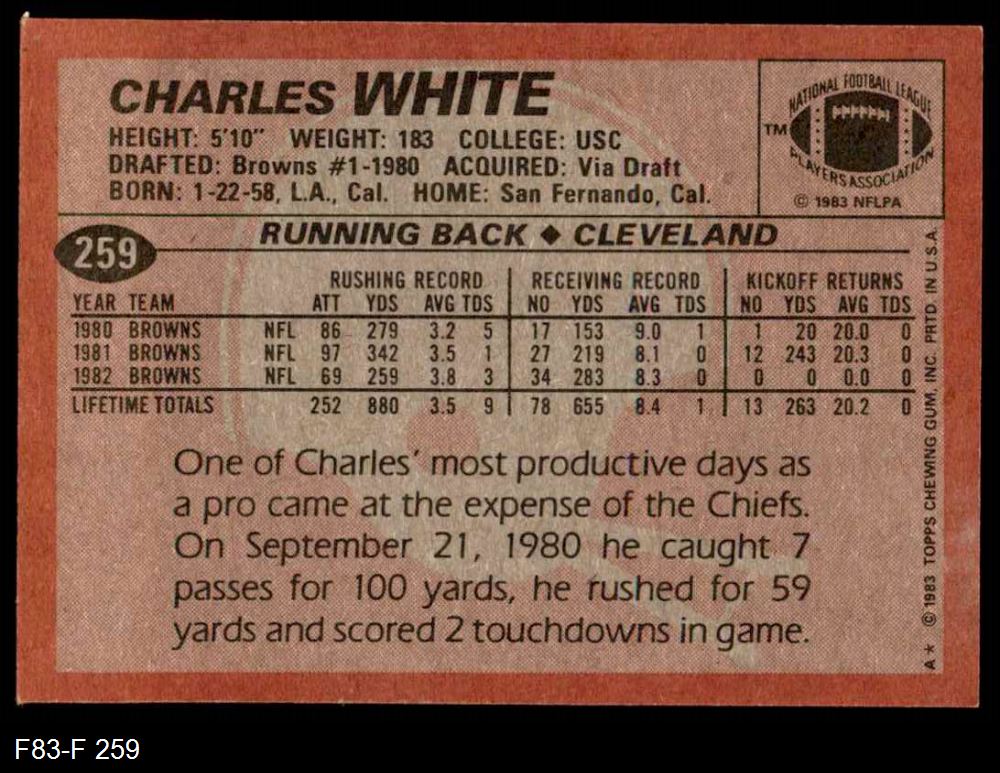 CHARLES WHITE
HEIGHT: 5'10" WEIGHT: 183 COLLEGE: USC
DRAFTED: Browns #1-1980 ACQUIRED: Via Draft
BORN: 1-22-58, L.A., Cal. HOME: San Fernando, Cal.
NATIONAL FOOTBALL LEAGUE
TM
PLAYERS ASSOCIATION
© 1983 NFLPA
259
RUNNING BACK ♦ CLEVELAND
RUSHING RECORD RECEIVING RECORD KICKOFF RETURNS
YEAR TEAM ATT YDS AVG TDS NO YDS AVG TDS NO YDS AVG TDS
1980 BROWNS NFL 86 279 3.2 5 17 153 9.0 1 1 20 20.0 0
1981 BROWNS NFL 97 342 3.5 1 27 219 8.1 0 12 243 20.3 0
1982 BROWNS NFL 69 259 3.8 3 34 283 8.3 0 0 0 0.0 0
LIFETIME TOTALS 252 880 3.5 9 78 655 8.4 1 13 263 20.2 0
One of Charles' most productive days as
a pro came at the expense of the Chiefs.
On September 21, 1980 he caught 7
passes for 100 yards, he rushed for 59
yards and scored 2 touchdowns in game.
A* © 1983 TOPPS CHEWING GUM, INC. PRTD. IN U.S.A.
F83-F 259